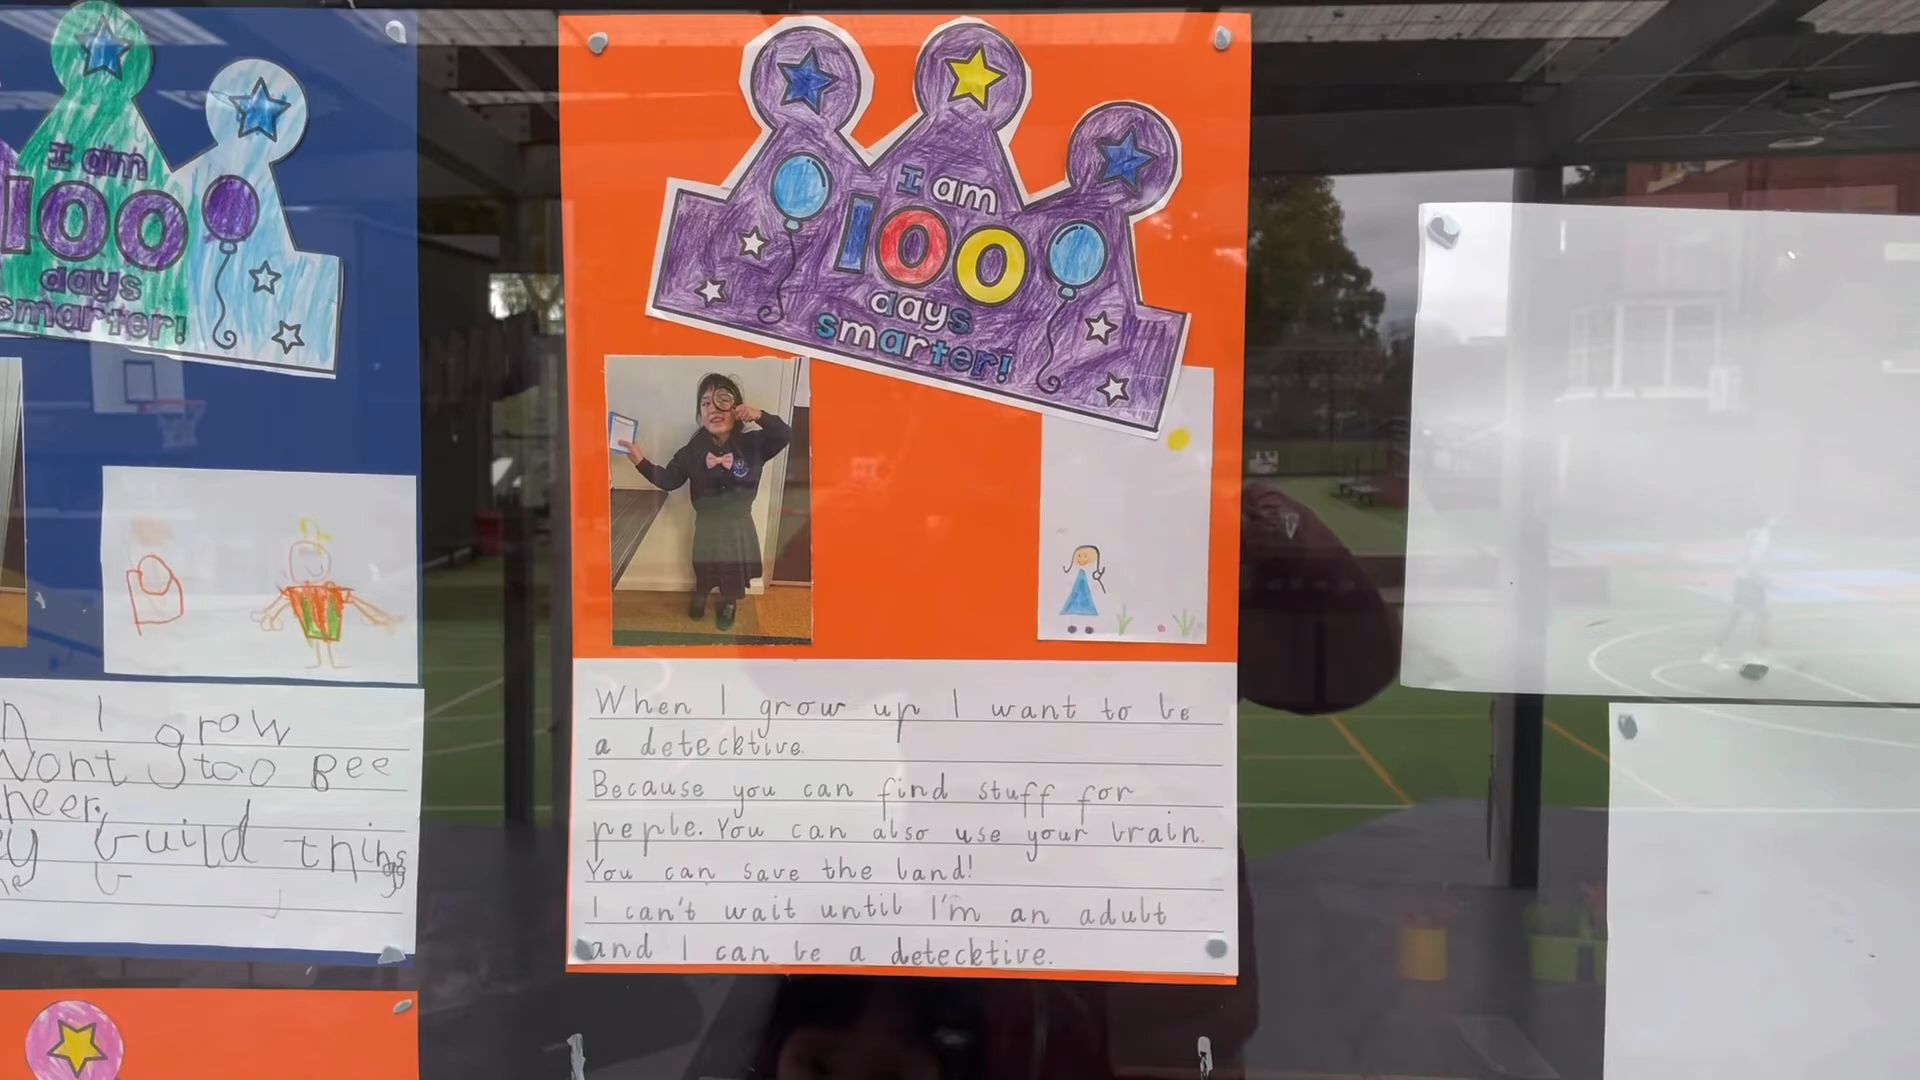 I am
100
days
smarter!
I am
100
days
smarter!
I grow
Wont too Bee
build things
When I grow up I want to be
a detecktive.
Because you can find stuff for
peple. You can also use your brain.
You can save the land!
I can't wait until I'm an adult
and I can be a detecktive.